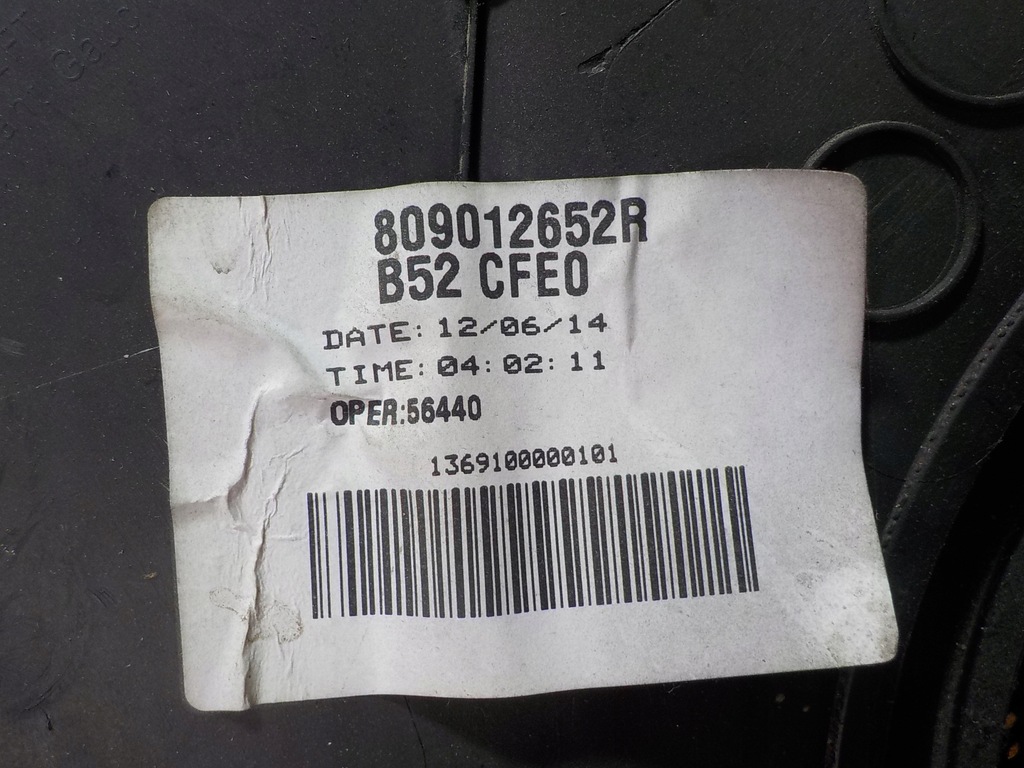 809012652R
B52 CFE0
DATE: 12/06/14
TIME: 04:02:11
OPER:56440
1369100000101